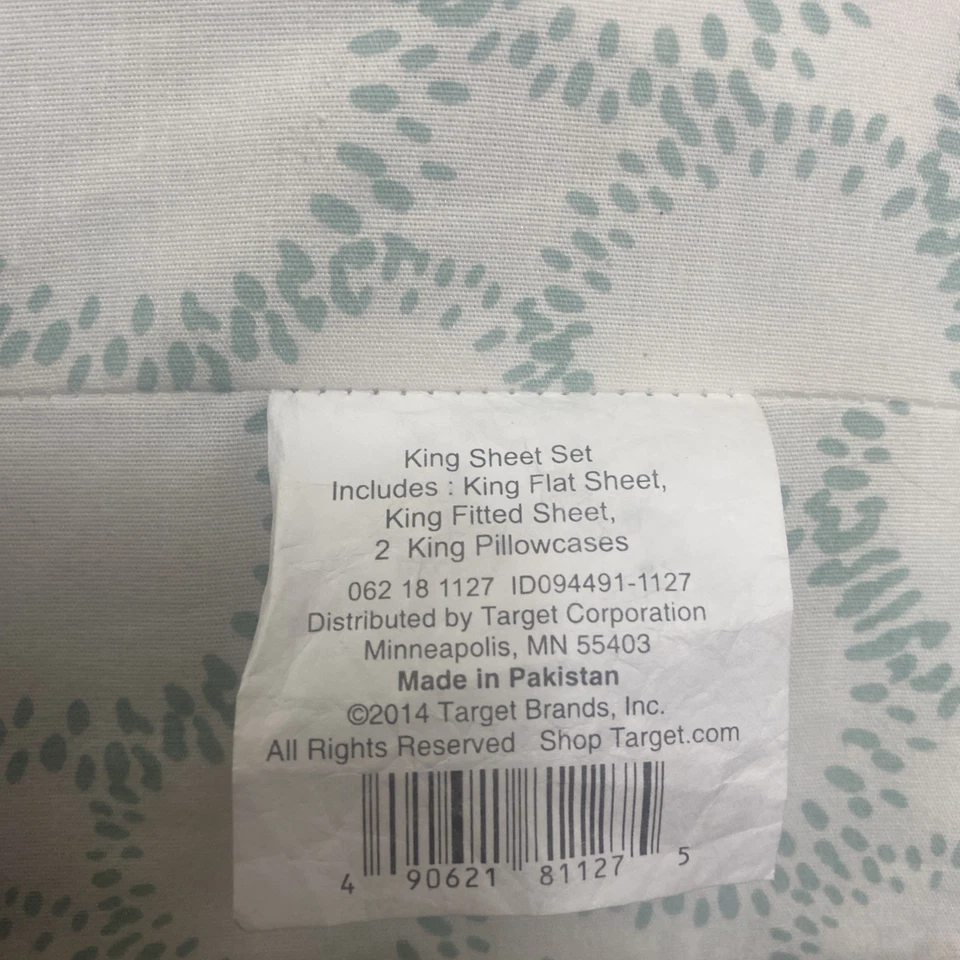 King Sheet Set
Includes : King Flat Sheet,
King Fitted Sheet,
2 King Pillowcases
062 18 1127 ID094491-1127
Distributed by Target Corporation
Minneapolis, MN 55403
Made in Pakistan
©2014 Target Brands, Inc.
All Rights Reserved Shop Target.com
4 90621 81127 5